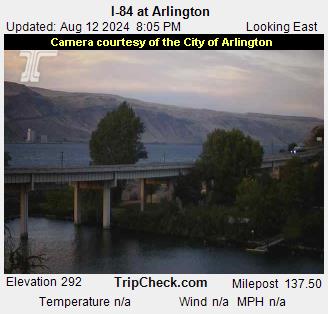 I-84 at Arlington
Updated: Aug 12 2024 8:05 PM Looking East
Camera courtesy of the City of Arlington
Elevation 292 TripCheck.com Milepost 137.50
Temperature n/a Wind n/a MPH n/a